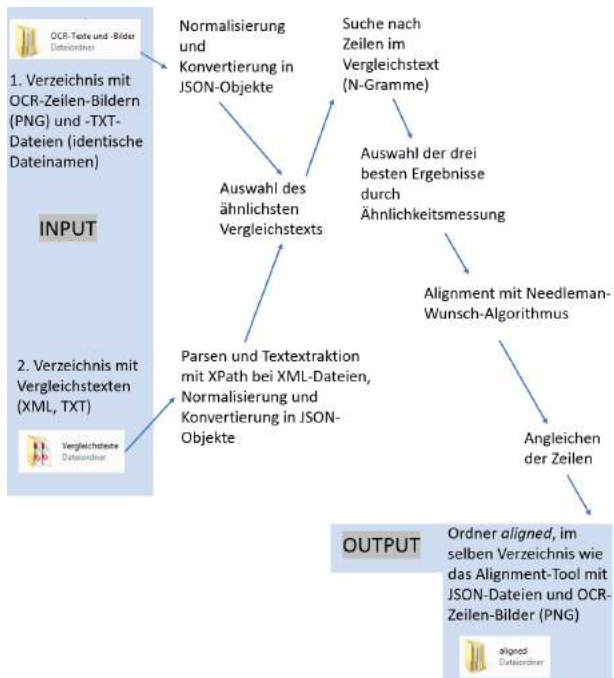 OCR-Texte und -Bilder
Dateiordner
1. Verzeichnis mit
OCR-Zeilen-Bildern
(PNG) und -TXT-
Dateien (identische
Dateinamen)
INPUT
2. Verzeichnis mit
Vergleichstexten
(XML, TXT)
Vergleichstexte
Dateiordner
Normalisierung
und
Konvertierung in
JSON-Objekte
Parsen und Textextraktion
mit XPath bei XML-Dateien,
Normalisierung und
Konvertierung in JSON-
Objekte
Auswahl des
ähnlichsten
Vergleichstexts
Suche nach
Zeilen im
Vergleichstext
(N-Gramme)
Auswahl der drei
besten Ergebnisse
durch
Ähnlichkeitsmessung
Alignment mit Needleman-
Wunsch-Algorithmus
Angleichen
der Zeilen
OUTPUT
Ordner aligned, im
selben Verzeichnis wie
das Alignment-Tool mit
JSON-Dateien und OCR-
Zeilen-Bilder (PNG)
aligned
Dateiordner